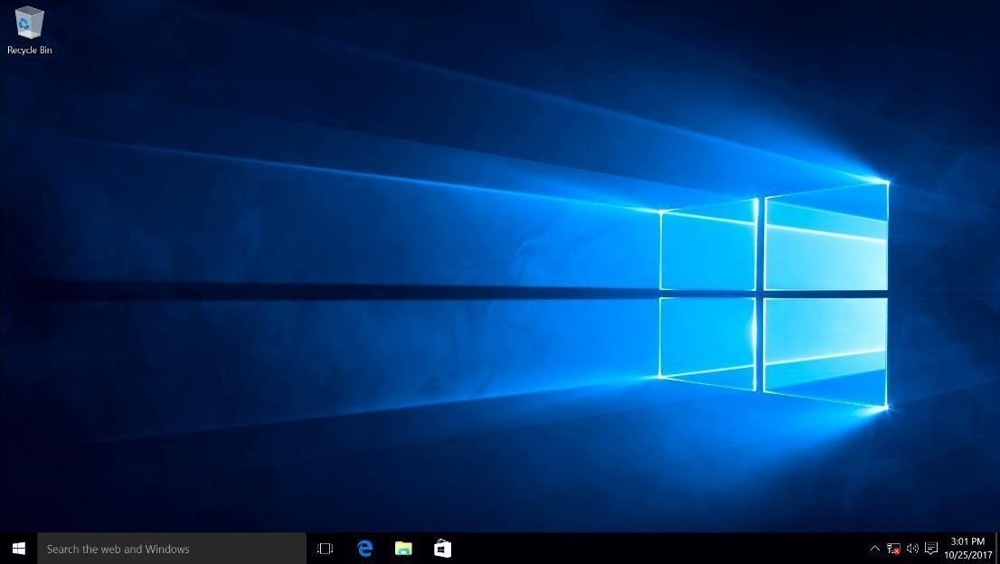 Recycle Bin
Search the web and Windows
3:01 PM
10/25/2017